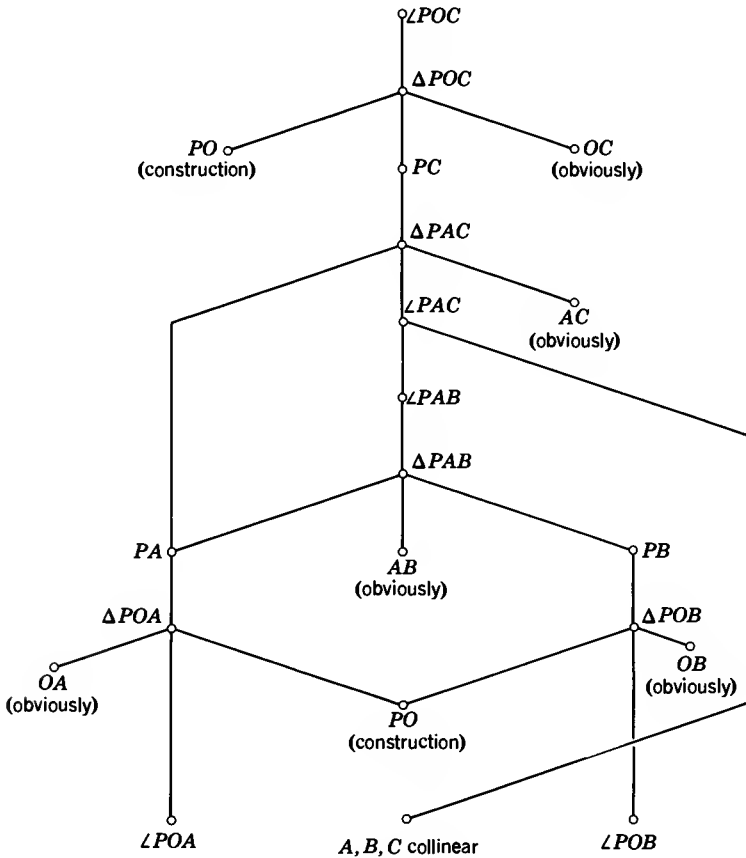 ∠POC
ΔPOC
PO
(construction)
OC
(obviously)
PC
ΔPAC
∠PAC
AC
(obviously)
∠PAB
ΔPAB
PA
AB
(obviously)
PB
ΔPOA
ΔPOB
OA
(obviously)
OB
(obviously)
PO
(construction)
∠POA
A, B, C collinear
∠POB